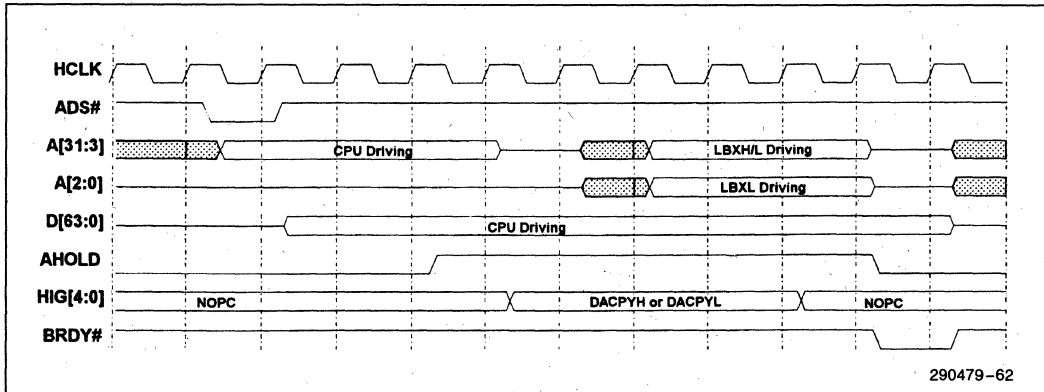 HCLK
ADS#
A[31:3] CPU Driving LBXH/L Driving
A[2:0] LBXL Driving
D[63:0] CPU Driving
AHOLD
HIG[4:0] NOPC DACPYH or DACPYL NOPC
BRDY#
290479-62